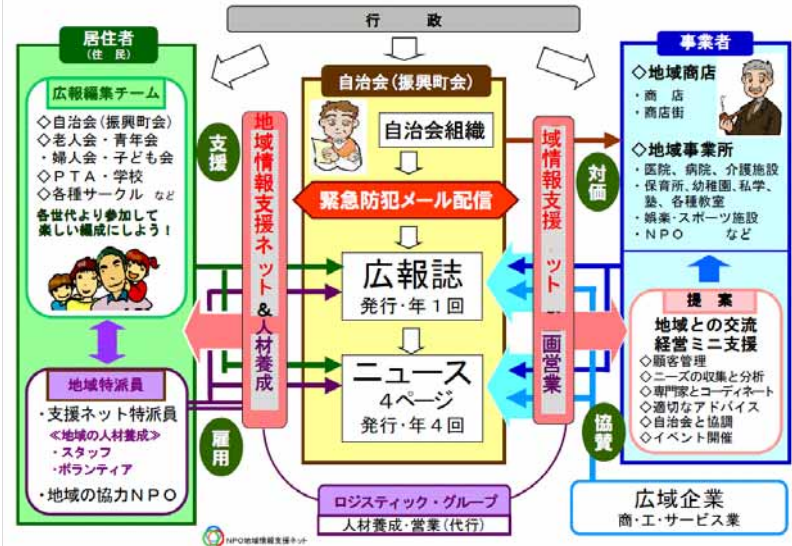 行　政
居住者
(住　民)
広報編集チーム
◇自治会(振興町会)
◇老人会・青年会
・婦人会・子ども会
◇ＰＴＡ・学校
◇各種サークル など
各世代より参加して
楽しい編成にしよう！
地域特派員
・支援ネット特派員
≪地域の人材養成≫
・スタッフ
・ボランティア
・地域の協力ＮＰＯ
支援
雇用
地域情報支援ネット＆人材養成
自治会(振興町会)
自治会組織
緊急防犯メール配信
広報誌
発行・年１回
ニュース
４ページ
発行・年４回
域情報支援 ット
画営業
対価
協賛
事業者
◇地域商店
・商　店
・商店街
◇地域事業所
・医院、病院、介護施設
・保育所、幼稚園、私学、
塾、各種教室
・娯楽・スポーツ施設
・ＮＰＯ　　など
提　案
地域との交流
経営ミニ支援
◇顧客管理
◇ニーズの収集と分析
◇専門家とコーディネート
◇適切なアドバイス
◇自治会と協調
◇イベント開催
広域企業
商・工・サービス業
ロジスティック・グループ
人材養成・営業(代行)
NPO地域情報支援ネット